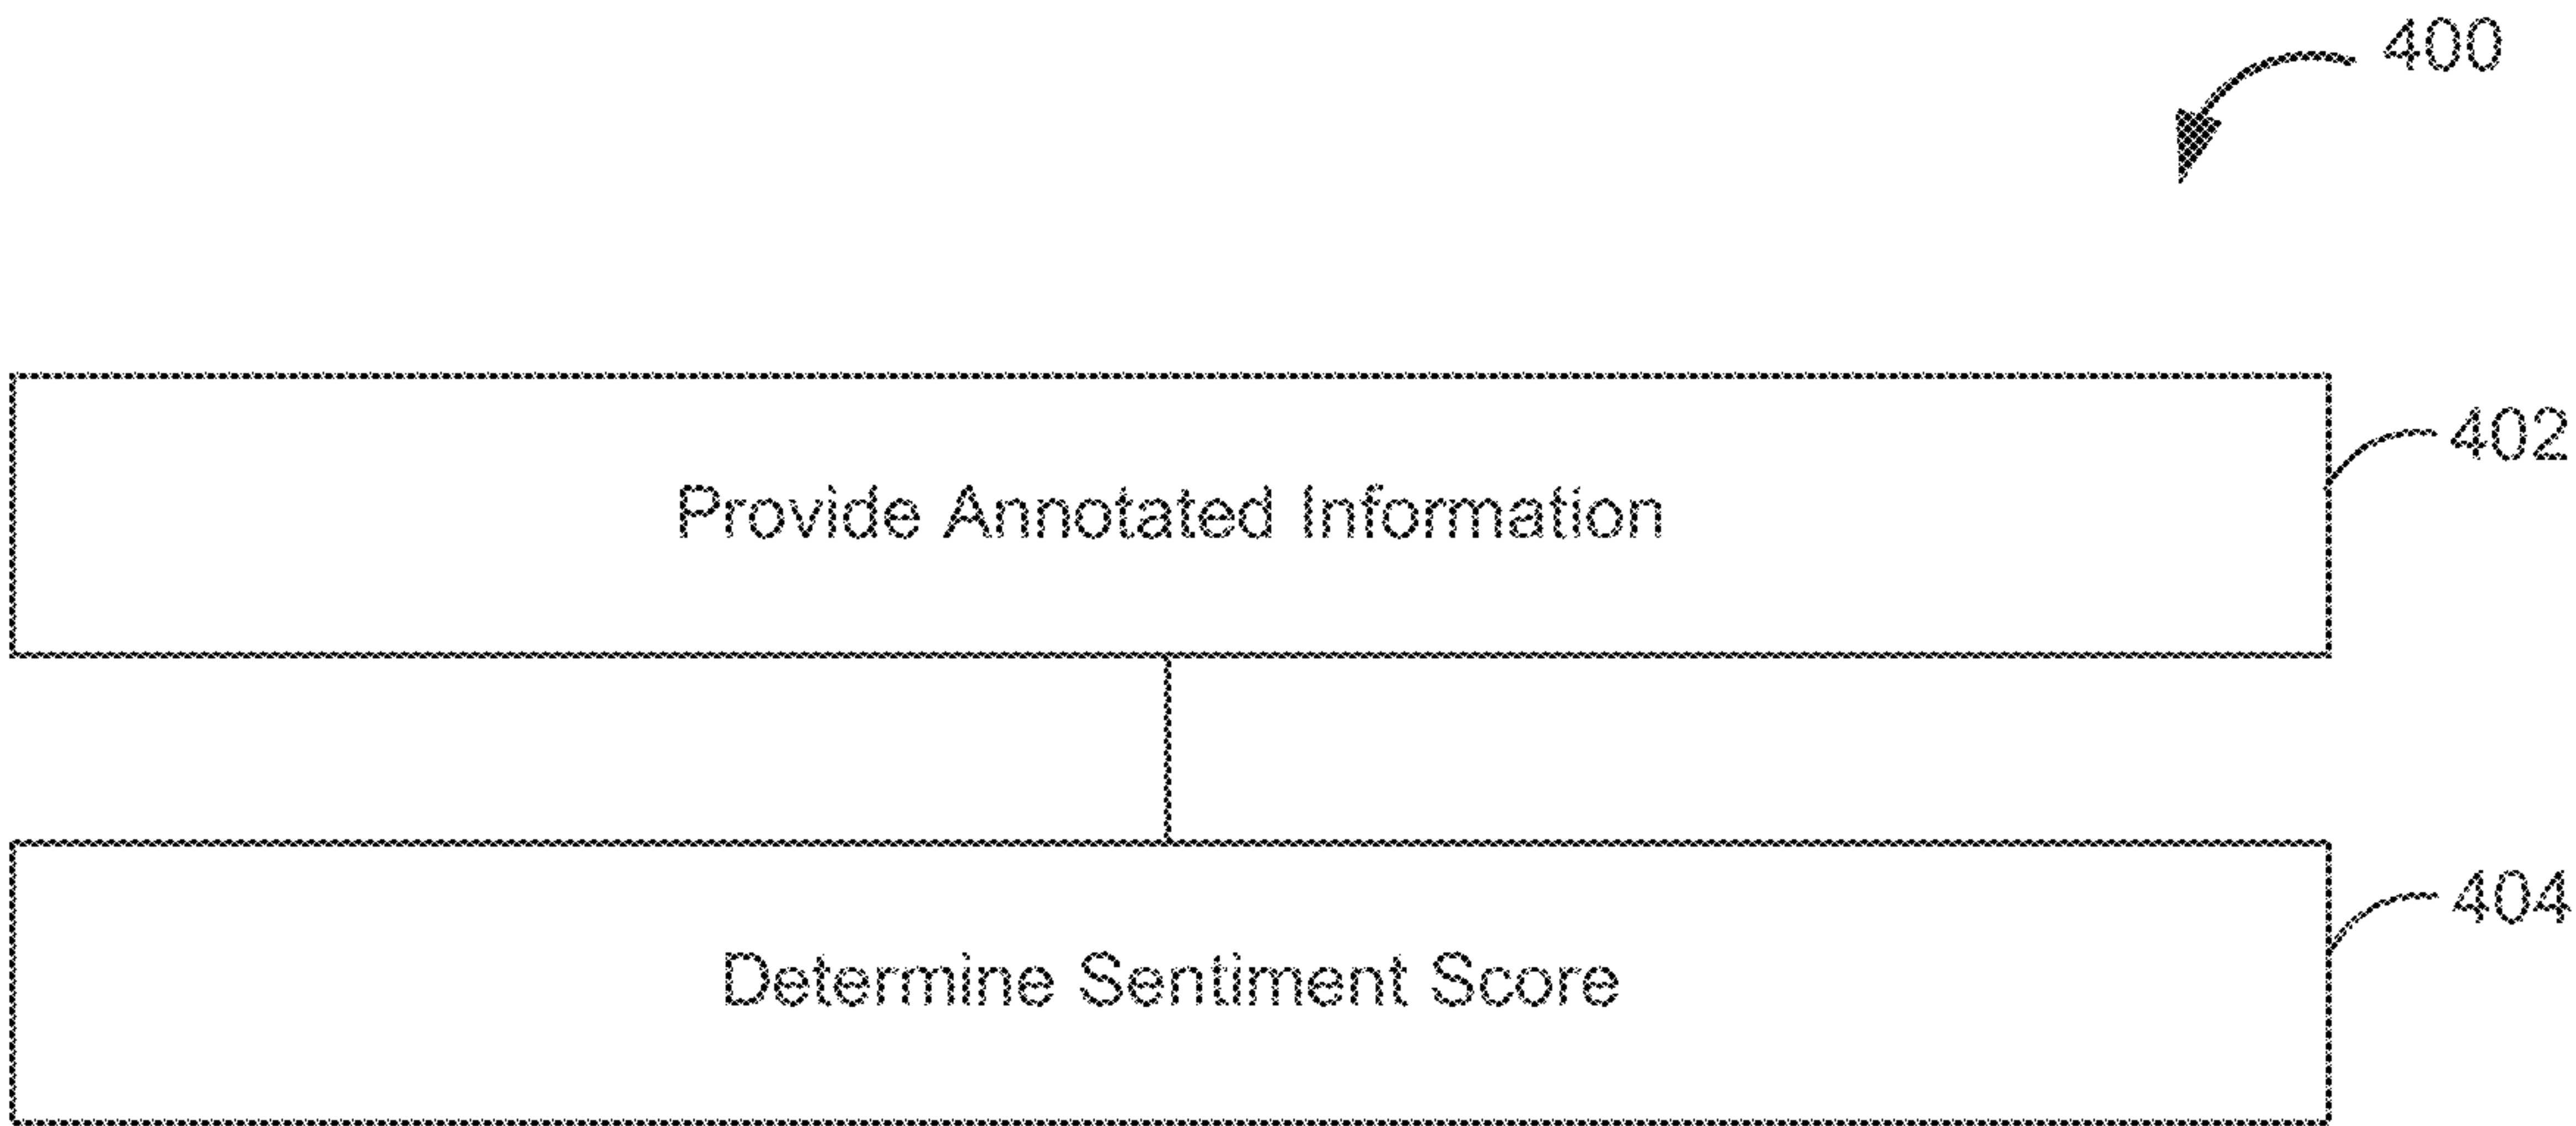 400
402
Provide Annotated Information
404
Determine Sentiment Score